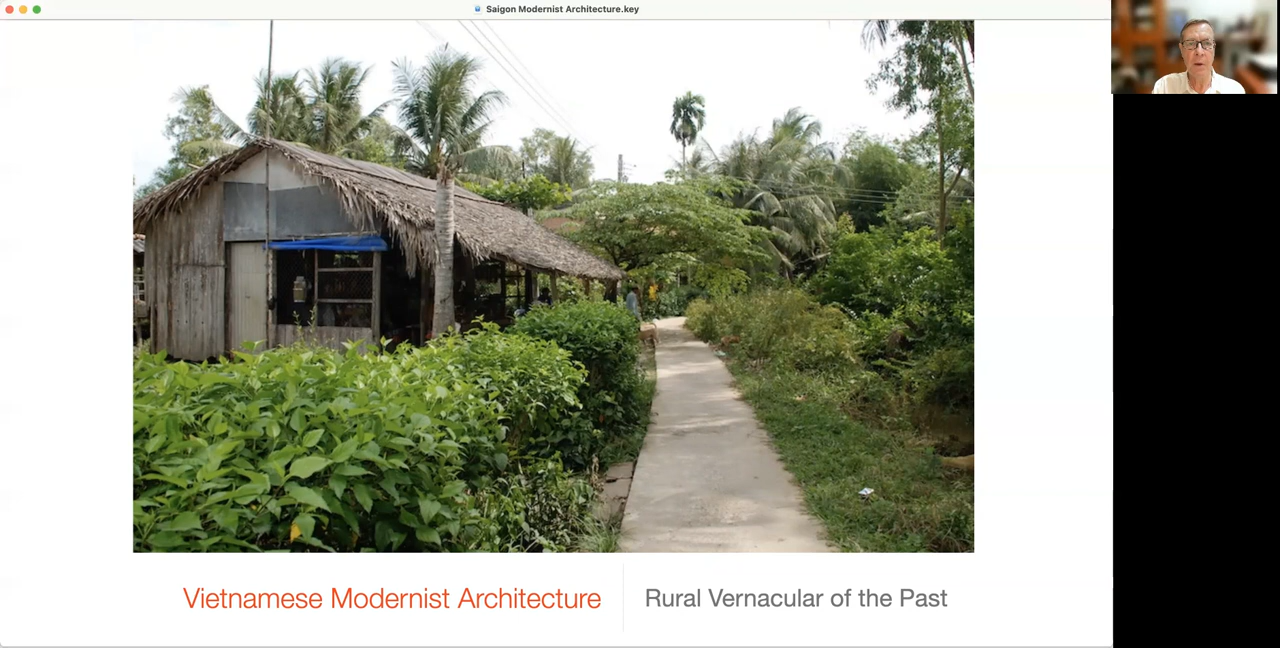 Saigon Modernist Architecture.key
Vietnamese Modernist Architecture
Rural Vernacular of the Past